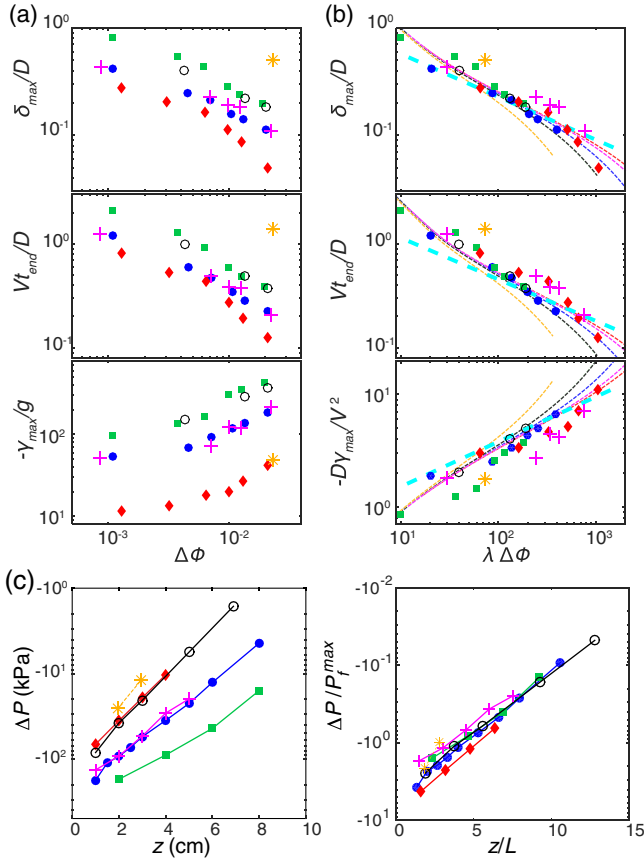 (a)
(b)
δmax/D
10⁰
10⁻¹
δmax/D
10⁰
10⁻¹
Vtend/D
10⁰
10⁻¹
Vtend/D
10⁰
10⁻¹
-γmax/g
10²
10¹
-Dγmax/V²
10¹
10⁰
10⁻³
10⁻²
ΔΦ
10¹
10²
10³
λ ΔΦ
(c)
ΔP (kPa)
-10⁰
-10¹
-10²
0
2
4
6
8
10
z (cm)
ΔP/Pfmax
-10⁻²
-10⁻¹
-10⁰
-10¹
0
5
10
15
z/L